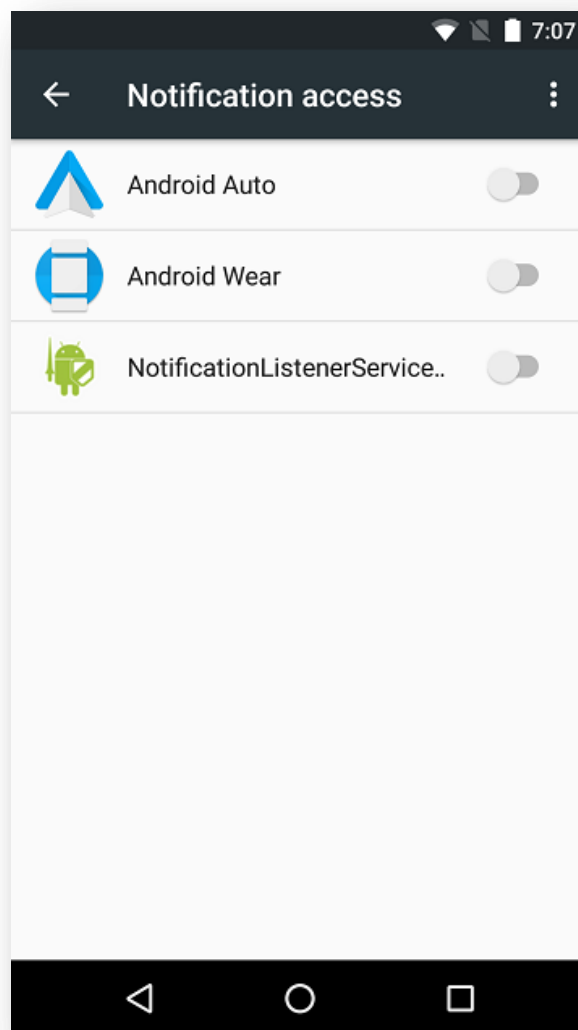 7:07
Notification access
Android Auto
Android Wear
NotificationListenerService..